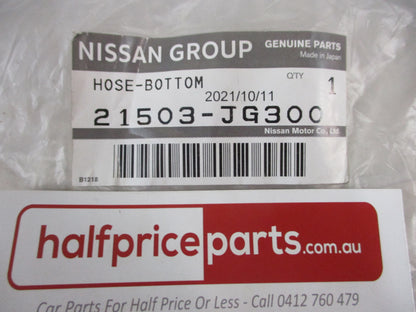 NISSAN GROUP GENUINE PARTS
Made in Japan
HOSE-BOTTOM Q'TY 1
2021/10/11
21503-JG300
Nissan Motor Co., Ltd.
B1218
halfpriceparts.com.au
Car Parts For Half Price Or Less - Call 0412 760 479